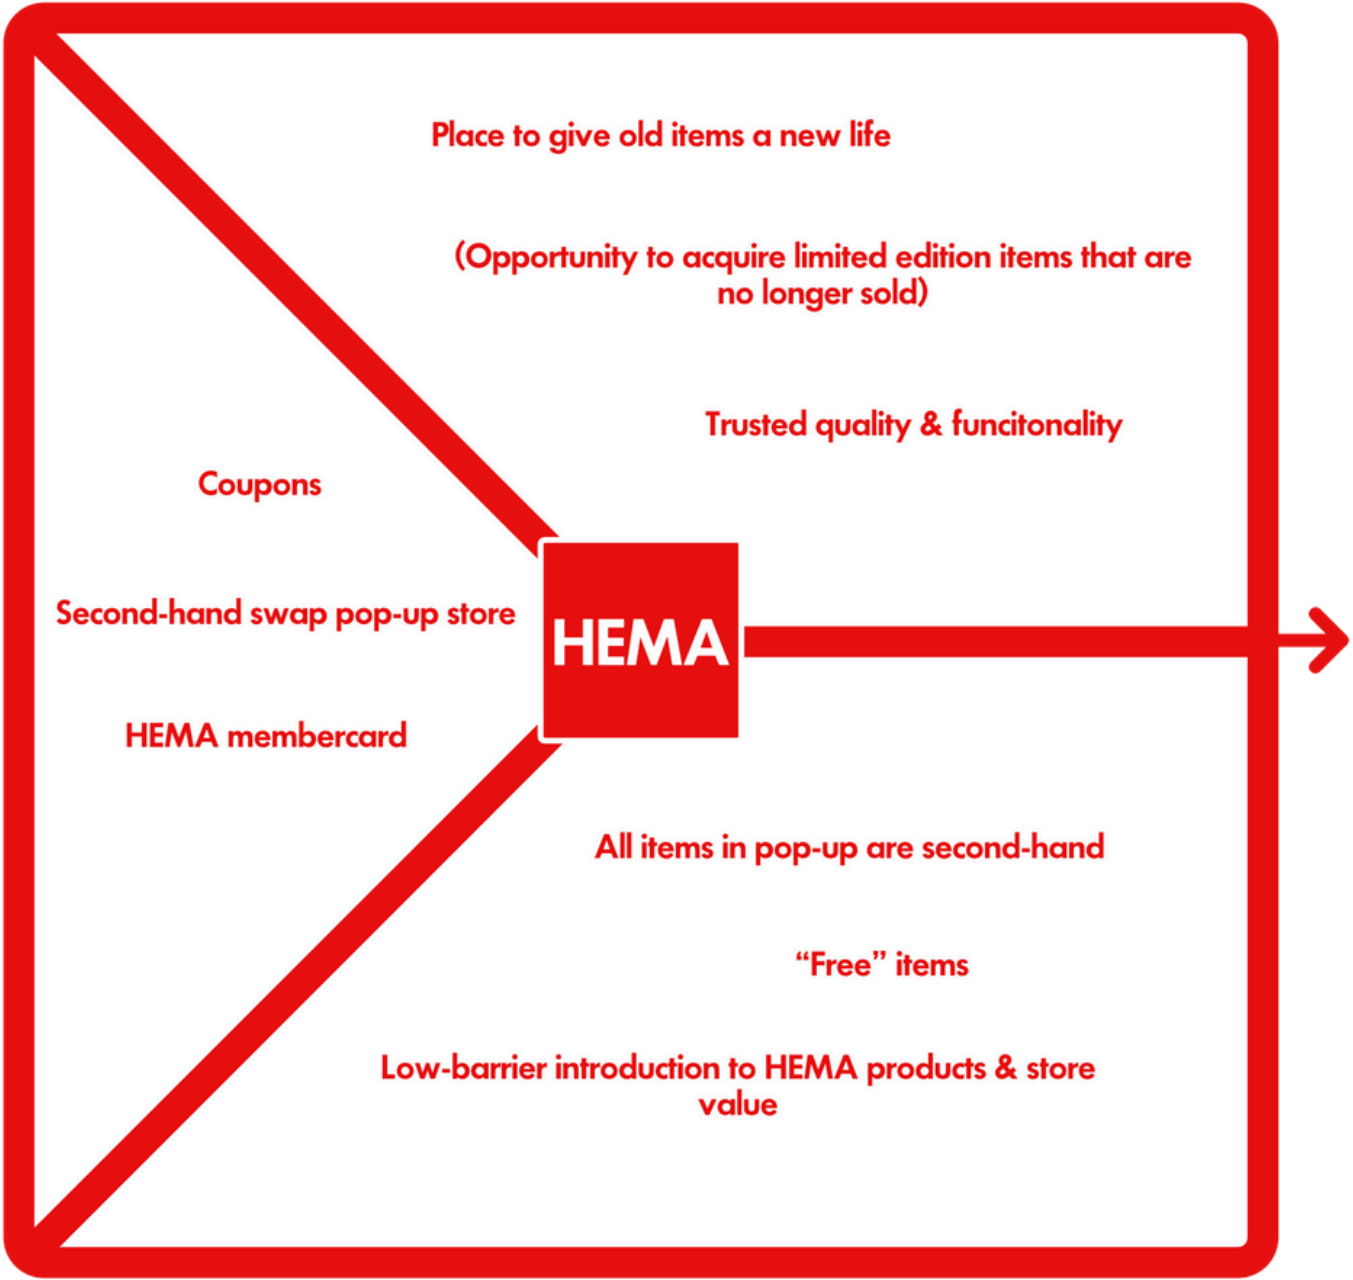 Place to give old items a new life
(Opportunity to acquire limited edition items that are
no longer sold)
Trusted quality & funcitonality
Coupons
Second-hand swap pop-up store
HEMA membercard
HEMA
All items in pop-up are second-hand
“Free” items
Low-barrier introduction to HEMA products & store
value